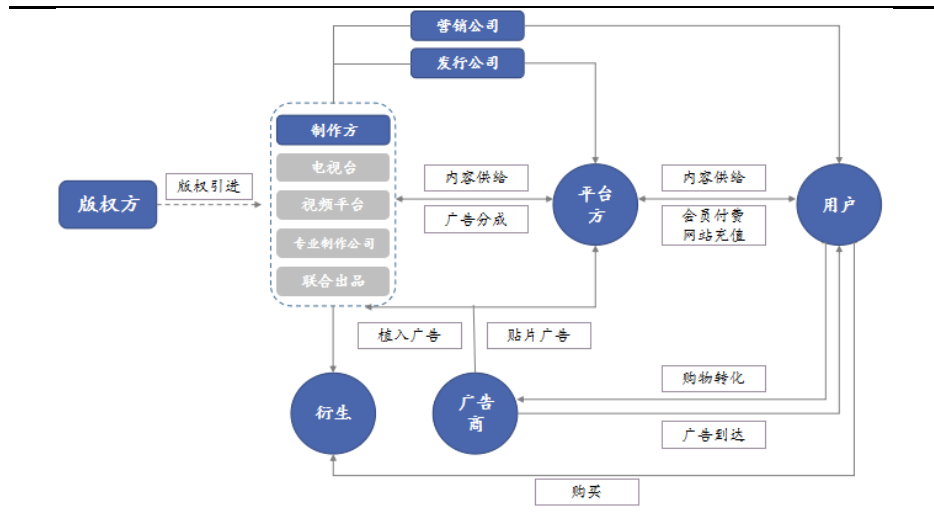 营销公司
发行公司
制作方
电视台
视频平台
专业制作公司
联合出品
版权方
版权引进
内容供给
广告分成
平台
方
内容供给
会员付费
网站充值
用户
植入广告
贴片广告
衍生
广告
商
购物转化
广告到达
购买